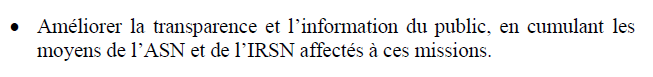 • Améliorer la transparence et l’information du public, en cumulant les
moyens de l’ASN et de l’IRSN affectés à ces missions.